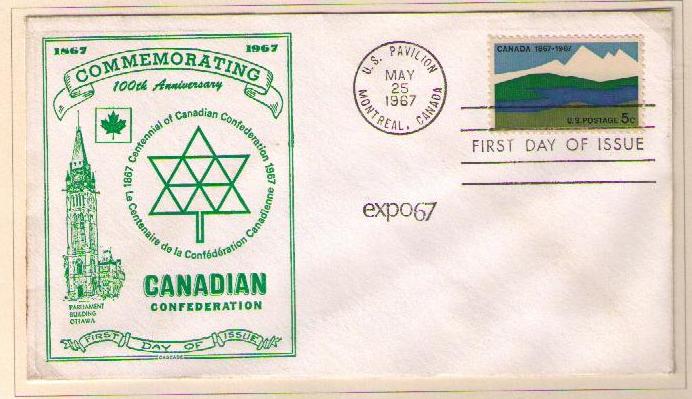 1867 1967
COMMEMORATING
100th Anniversary
1867 Centennial of Canadian Confederation 1967
Le Centenaire de la Confédération Canadienne
CANADIAN
CONFEDERATION
PARLIAMENT
BUILDING
OTTAWA
FIRST DAY OF ISSUE
CASCADE
U.S. PAVILION
MAY
25
1967
MONTREAL, CANADA
CANADA 1867-1967
U.S. POSTAGE 5c
FIRST DAY OF ISSUE
expo67